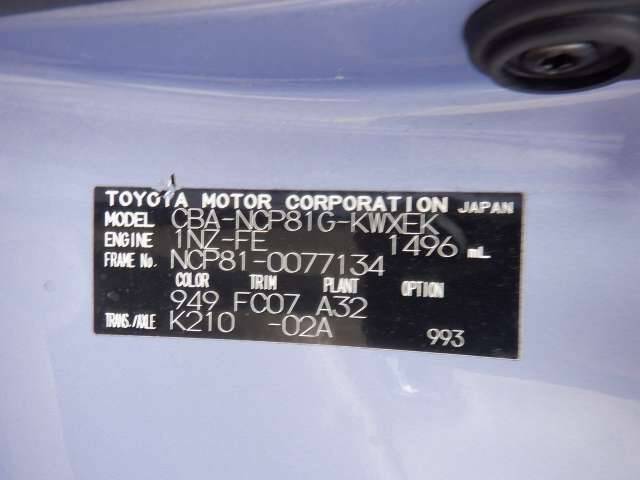 TOYOTA MOTOR CORPORATION JAPAN
MODEL CBA-NCP81G-KWXEK
ENGINE 1NZ-FE 1496 mL
FRAME No. NCP81-0077134
COLOR TRIM PLANT OPTION
949 FC07 A32
TRANS./AXLE K210 -02A 993